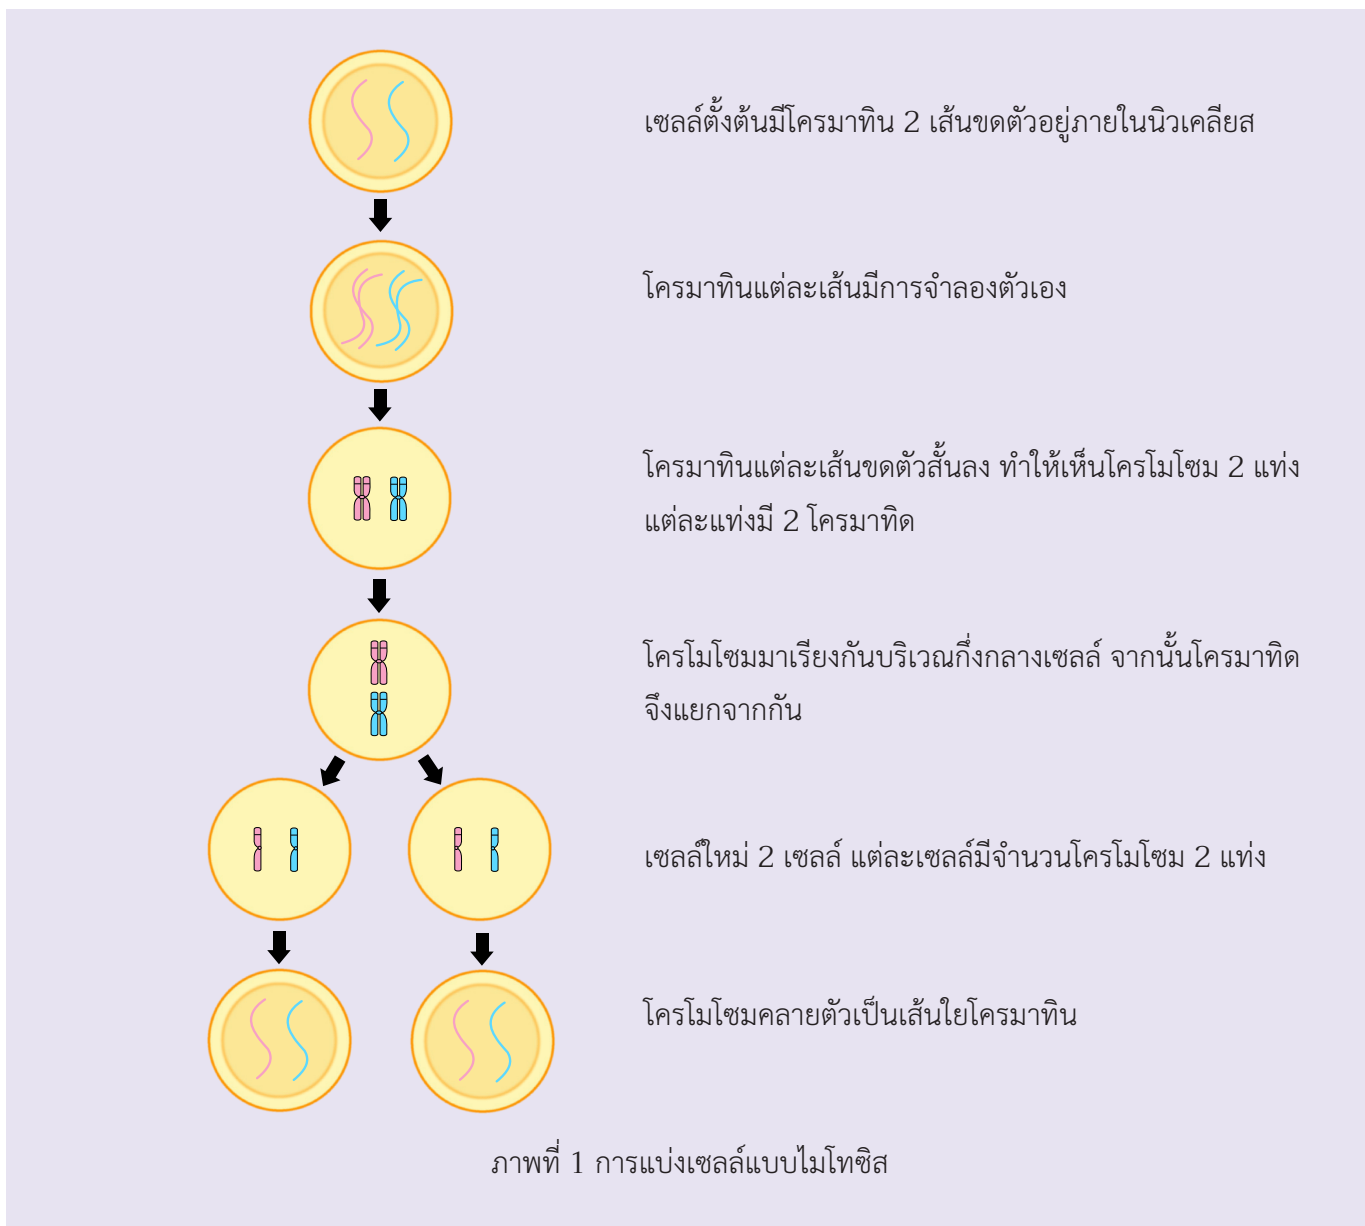 เซลล์ตั้งต้นมีโครมาทิน 2 เส้นขดตัวอยู่ภายในนิวเคลียส
โครมาทินแต่ละเส้นมีการจำลองตัวเอง
โครมาทินแต่ละเส้นขดตัวสั้นลง ทำให้เห็นโครโมโซม 2 แท่ง
แต่ละแท่งมี 2 โครมาทิด
โครโมโซมมาเรียงกันบริเวณกึ่งกลางเซลล์ จากนั้นโครมาทิด
จึงแยกจากกัน
เซลล์ใหม่ 2 เซลล์ แต่ละเซลล์มีจำนวนโครโมโซม 2 แท่ง
โครโมโซมคลายตัวเป็นเส้นใยโครมาทิน
ภาพที่ 1 การแบ่งเซลล์แบบไมโทซิส